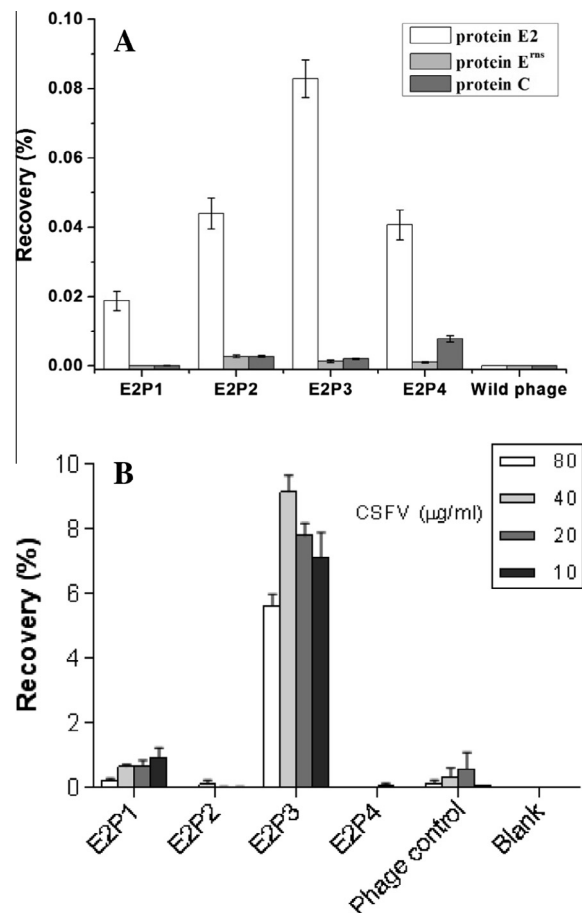 A
protein E2
protein E^rns
protein C
Recovery (%)
0.10
0.08
0.06
0.04
0.02
0.00
E2P1 E2P2 E2P3 E2P4 Wild phage
B
CSFV (µg/ml)
80
40
20
10
Recovery (%)
10
8
6
4
2
0
E2P1 E2P2 E2P3 E2P4 Phage control Blank